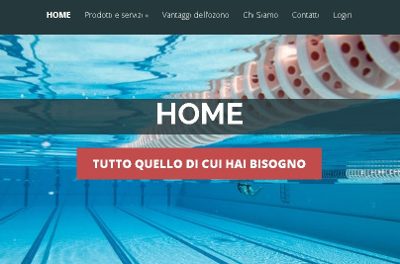 HOME Prodotti e servizi » Vantaggi dell'ozono Chi Siamo Contatti Login
HOME
TUTTO QUELLO DI CUI HAI BISOGNO